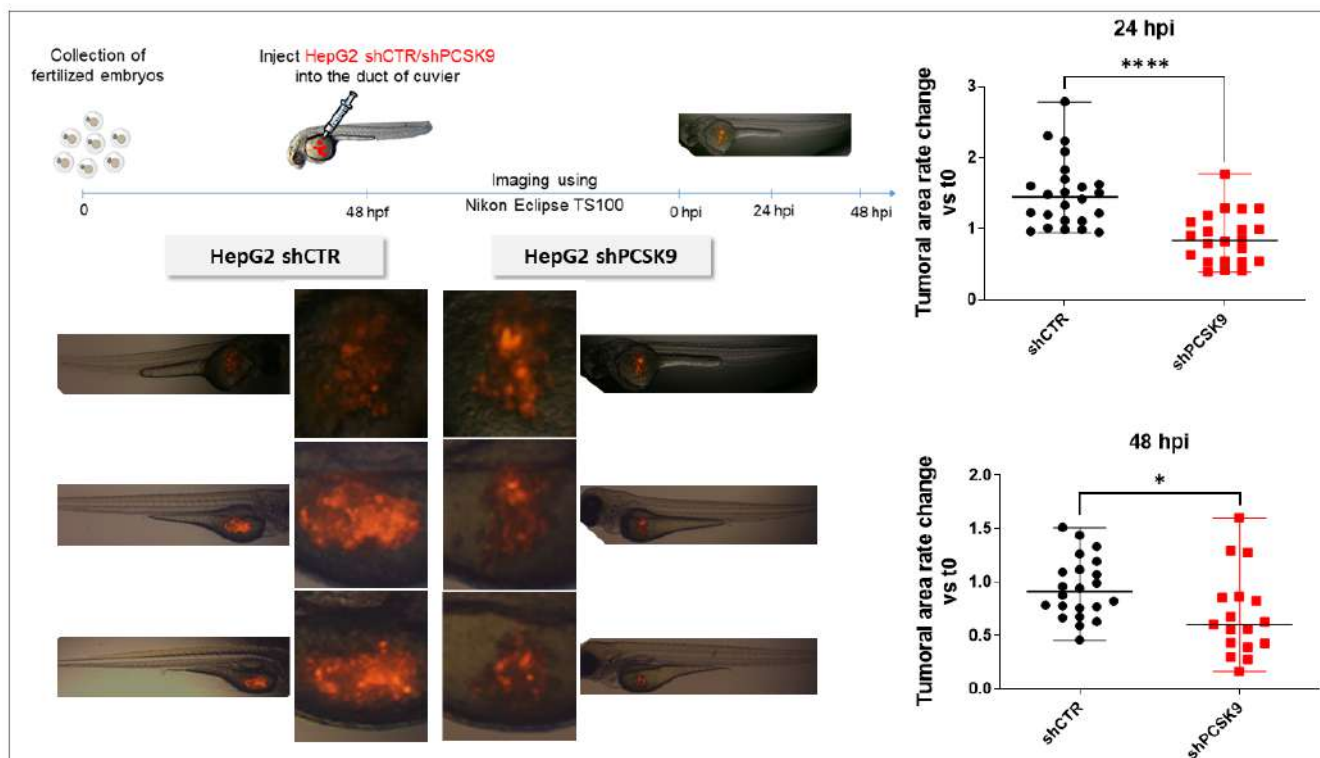 Collection of
fertilized embryos
Inject HepG2 shCTR/shPCSK9
into the duct of cuvier
Imaging using
Nikon Eclipse TS100
0
48 hpf
0 hpi
24 hpi
48 hpi
HepG2 shCTR
HepG2 shPCSK9
24 hpi
****
Tumoral area rate change
vs t0
3
2
1
0
shCTR
shPCSK9
48 hpi
*
Tumoral area rate change
vs t0
2.0
1.5
1.0
0.5
0.0
shCTR
shPCSK9